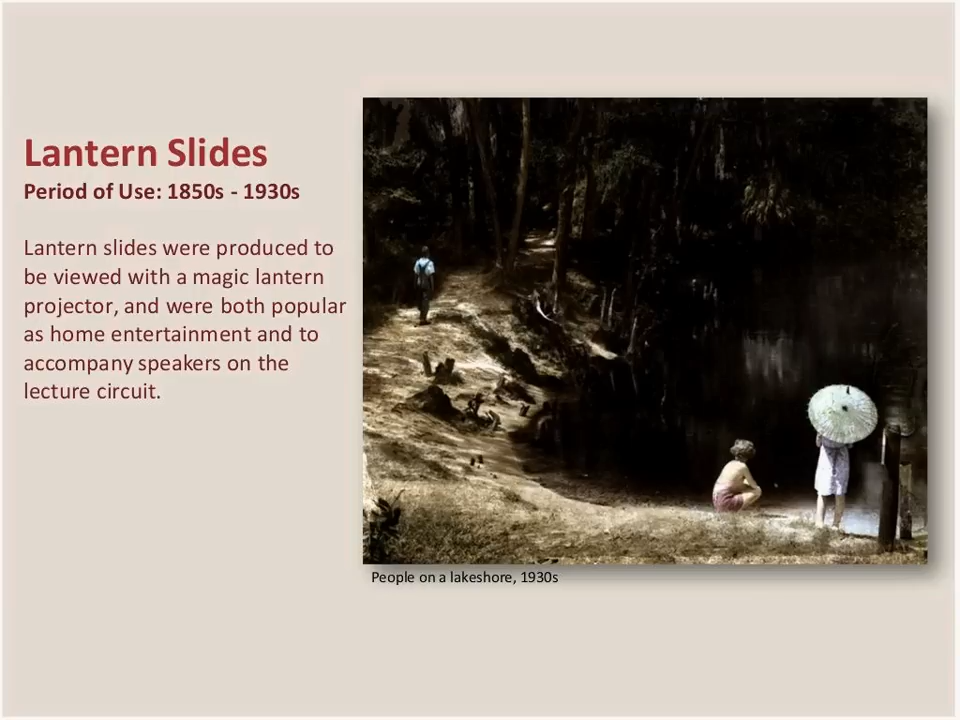 Lantern Slides
Period of Use: 1850s - 1930s
Lantern slides were produced to
be viewed with a magic lantern
projector, and were both popular
as home entertainment and to
accompany speakers on the
lecture circuit.
People on a lakeshore, 1930s